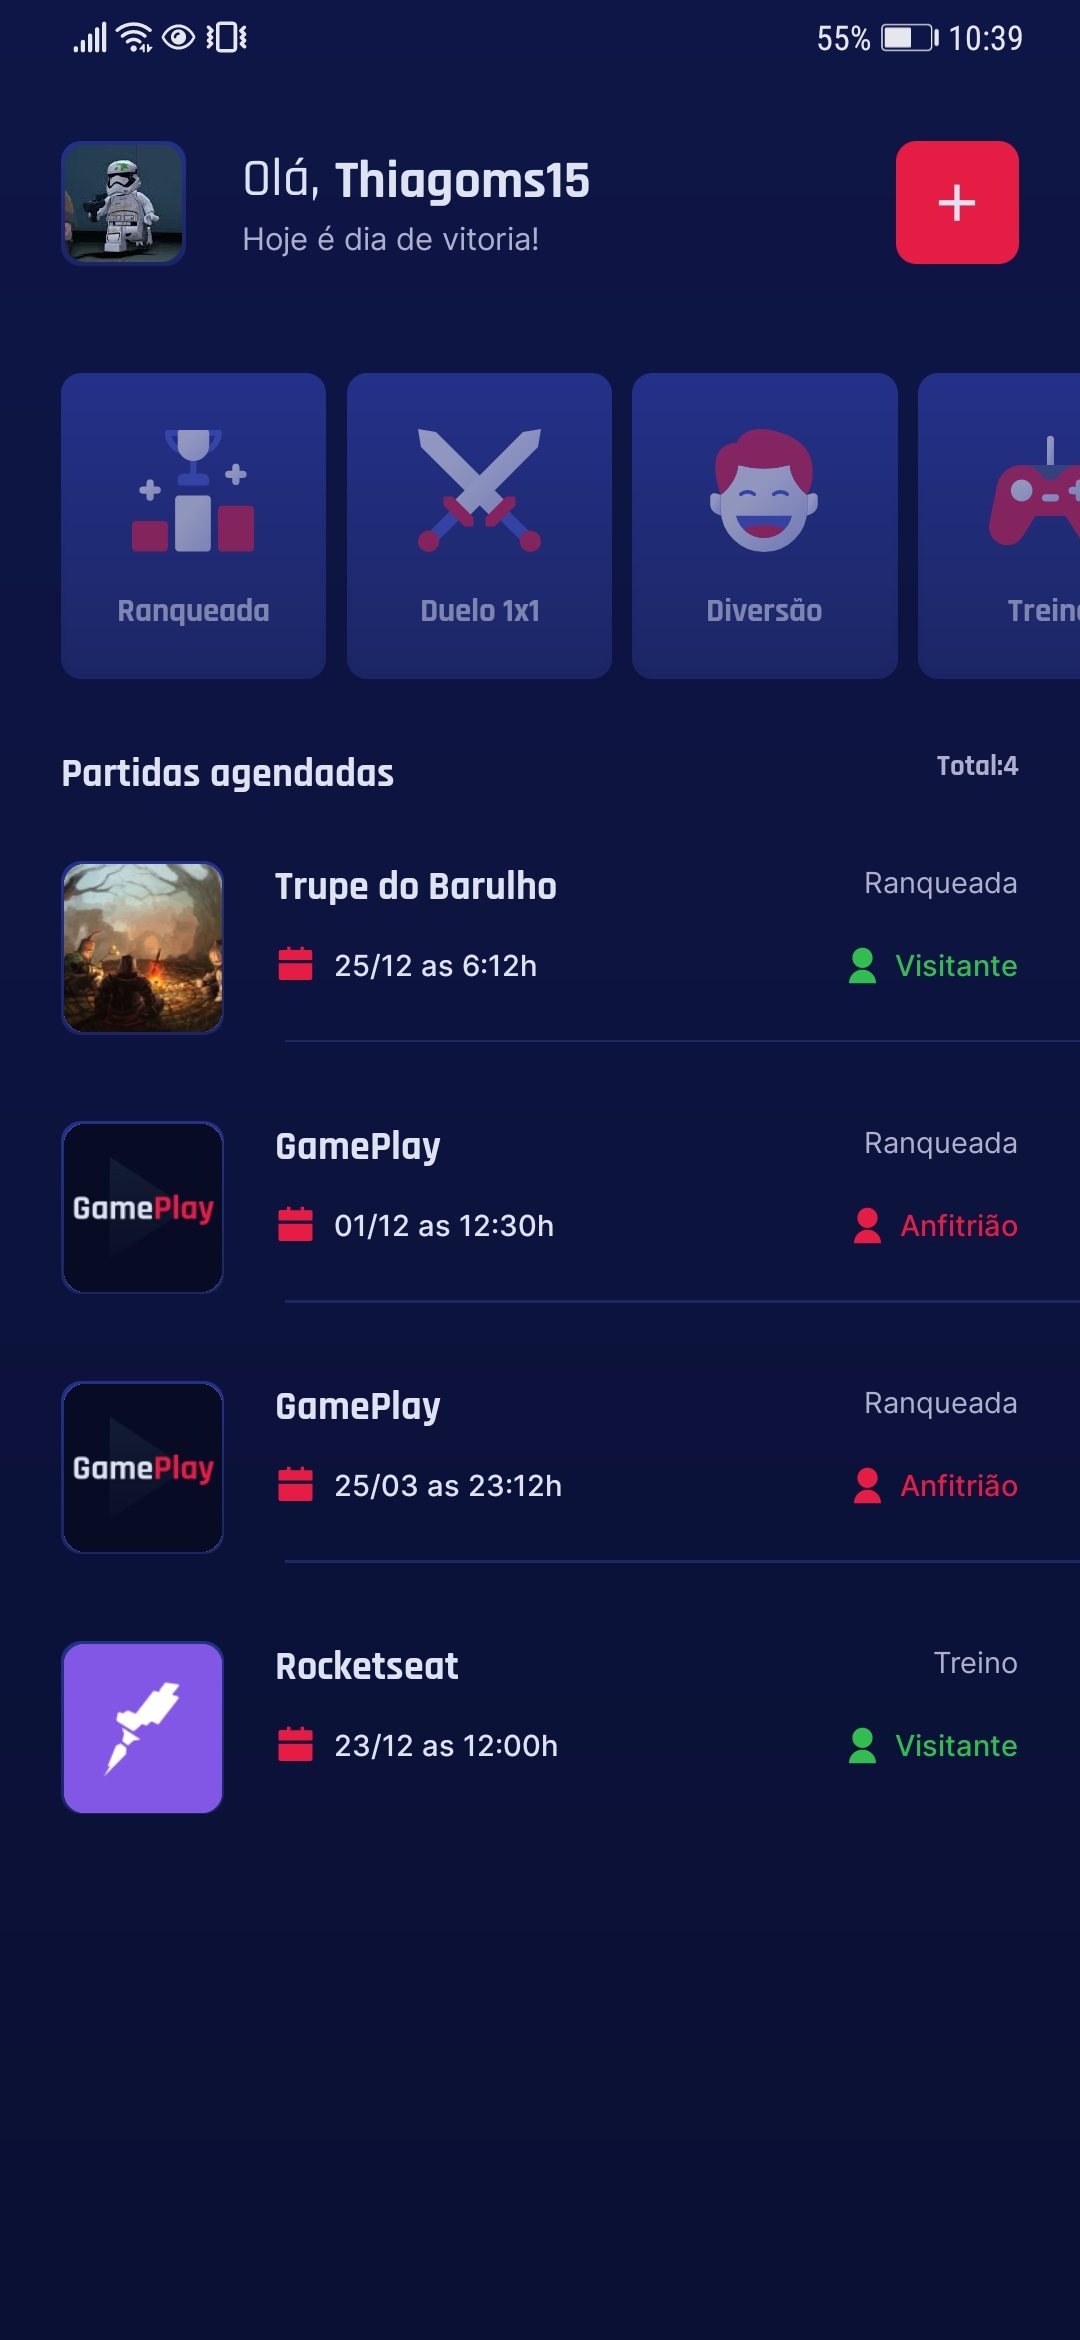 55% 10:39
Olá, Thiagoms15
Hoje é dia de vitoria!
Ranqueada
Duelo 1x1
Diversão
Trein
Partidas agendadas
Total:4
Trupe do Barulho
Ranqueada
25/12 as 6:12h
Visitante
GamePlay
GamePlay
Ranqueada
01/12 as 12:30h
Anfitrião
GamePlay
GamePlay
Ranqueada
25/03 as 23:12h
Anfitrião
Rocketseat
Treino
23/12 as 12:00h
Visitante